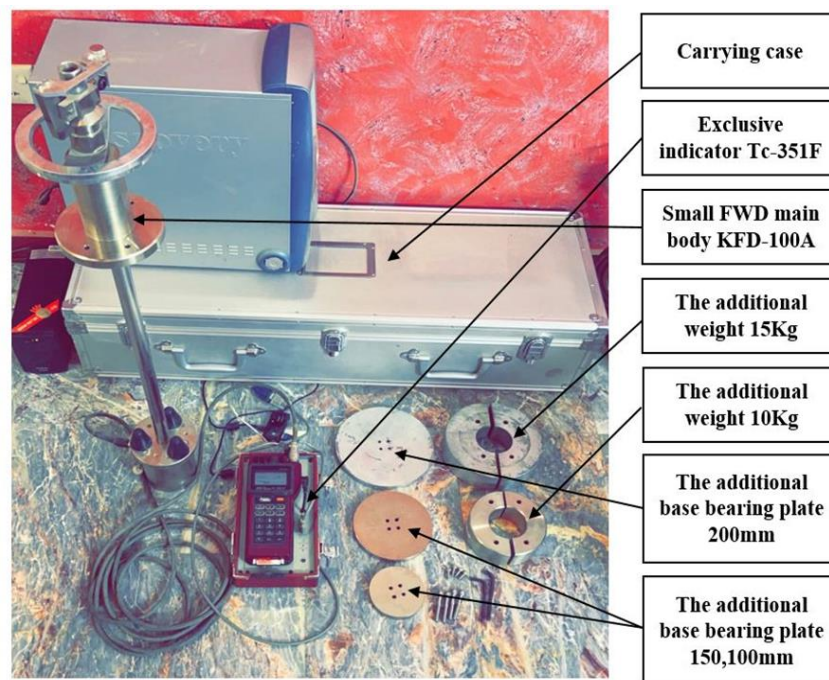 Carrying case
Exclusive
indicator Tc-351F
Small FWD main
body KFD-100A
The additional
weight 15Kg
The additional
weight 10Kg
The additional
base bearing plate
200mm
The additional
base bearing plate
150,100mm